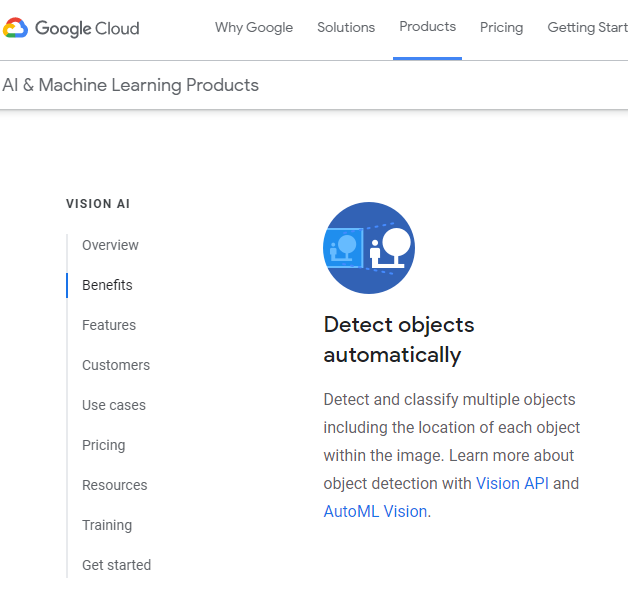 Google Cloud
Why Google
Solutions
Products
Pricing
Getting Start
AI & Machine Learning Products
VISION AI
Overview
Benefits
Features
Customers
Use cases
Pricing
Resources
Training
Get started
Detect objects
automatically
Detect and classify multiple objects
including the location of each object
within the image. Learn more about
object detection with Vision API and
AutoML Vision.